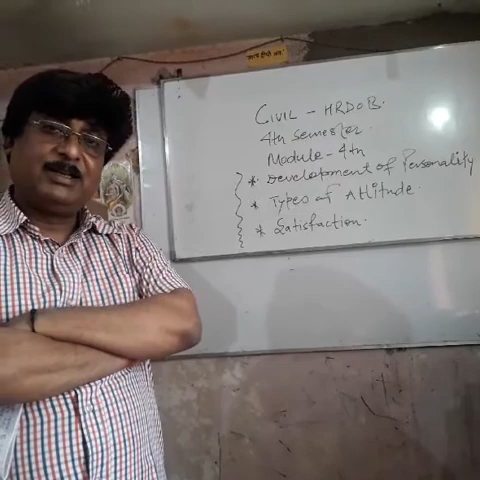 CIVIL - HRDOB.
4th semester.
Module - 4th
* Development of Personality
* Types of Attitude.
* Satisfaction.